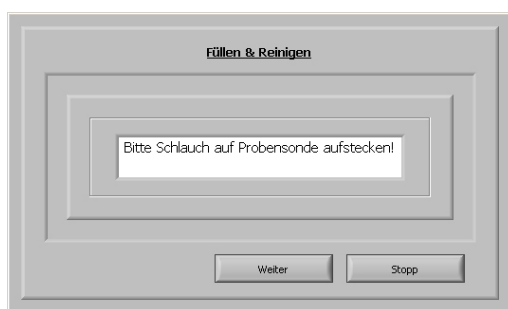 Füllen & Reinigen
Bitte Schlauch auf Probensonde aufstecken!
Weiter
Stopp